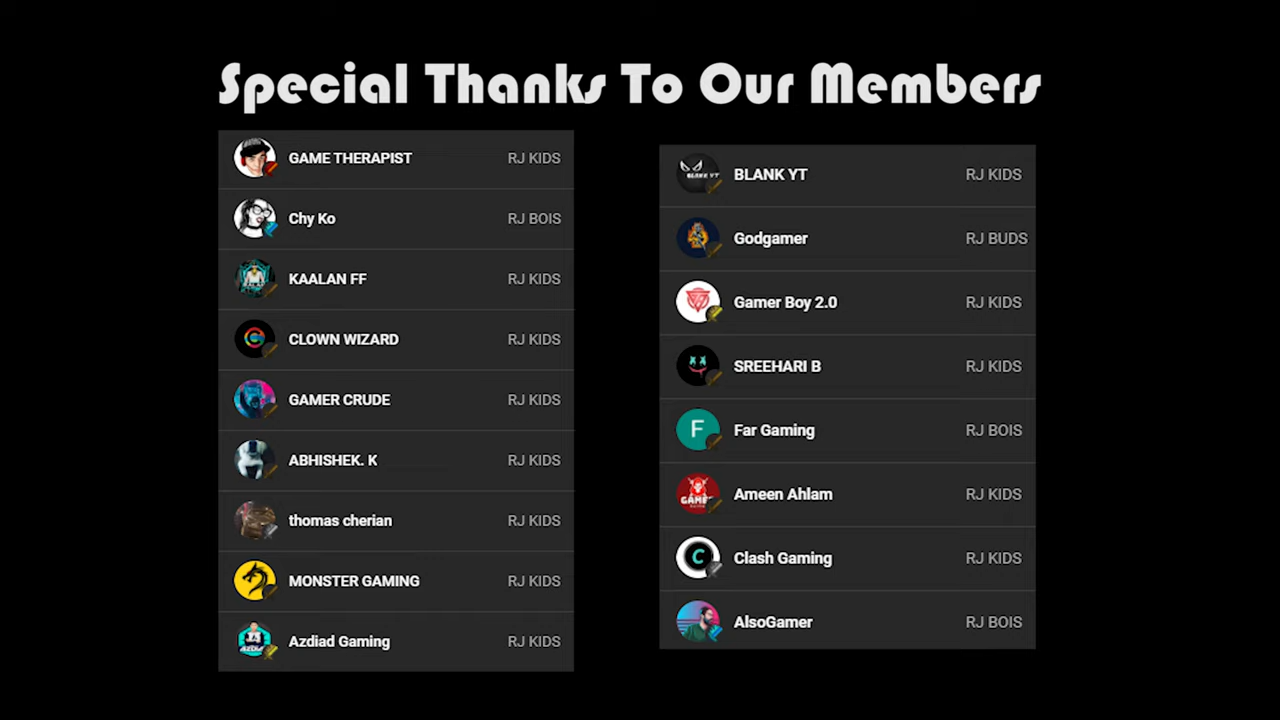 Special Thanks To Our Members
GAME THERAPIST RJ KIDS
Chy Ko RJ BOIS
KAALAN FF RJ KIDS
CLOWN WIZARD RJ KIDS
GAMER CRUDE RJ KIDS
ABHISHEK. K RJ KIDS
thomas cherian RJ KIDS
MONSTER GAMING RJ KIDS
Azdiad Gaming RJ KIDS
BLANK YT BLANK YT RJ KIDS
Godgamer RJ BUDS
Gamer Boy 2.0 RJ KIDS
SREEHARI B RJ KIDS
F Far Gaming RJ BOIS
Ameen Ahlam RJ KIDS
C Clash Gaming RJ KIDS
AlsoGamer RJ BOIS